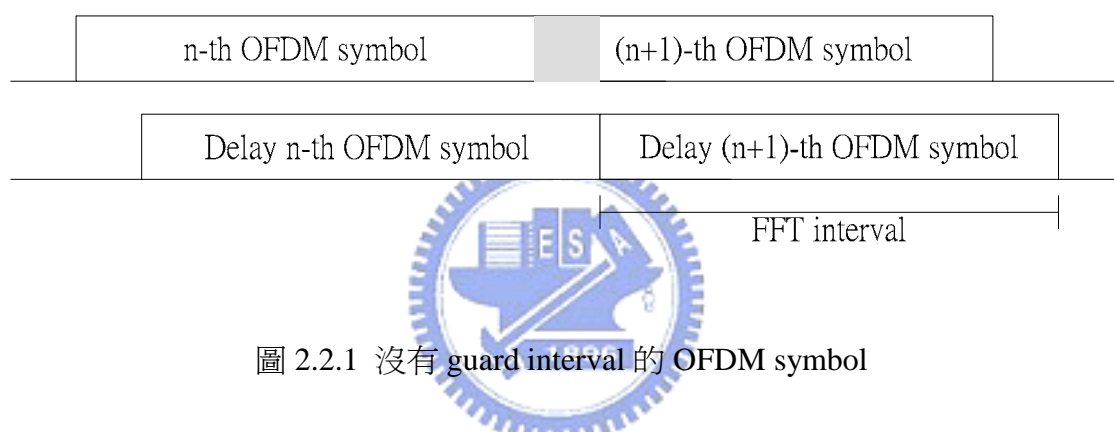 n-th OFDM symbol (n+1)-th OFDM symbol
Delay n-th OFDM symbol Delay (n+1)-th OFDM symbol
FFT interval
E S A
1896
圖 2.2.1 沒有 guard interval 的 OFDM symbol